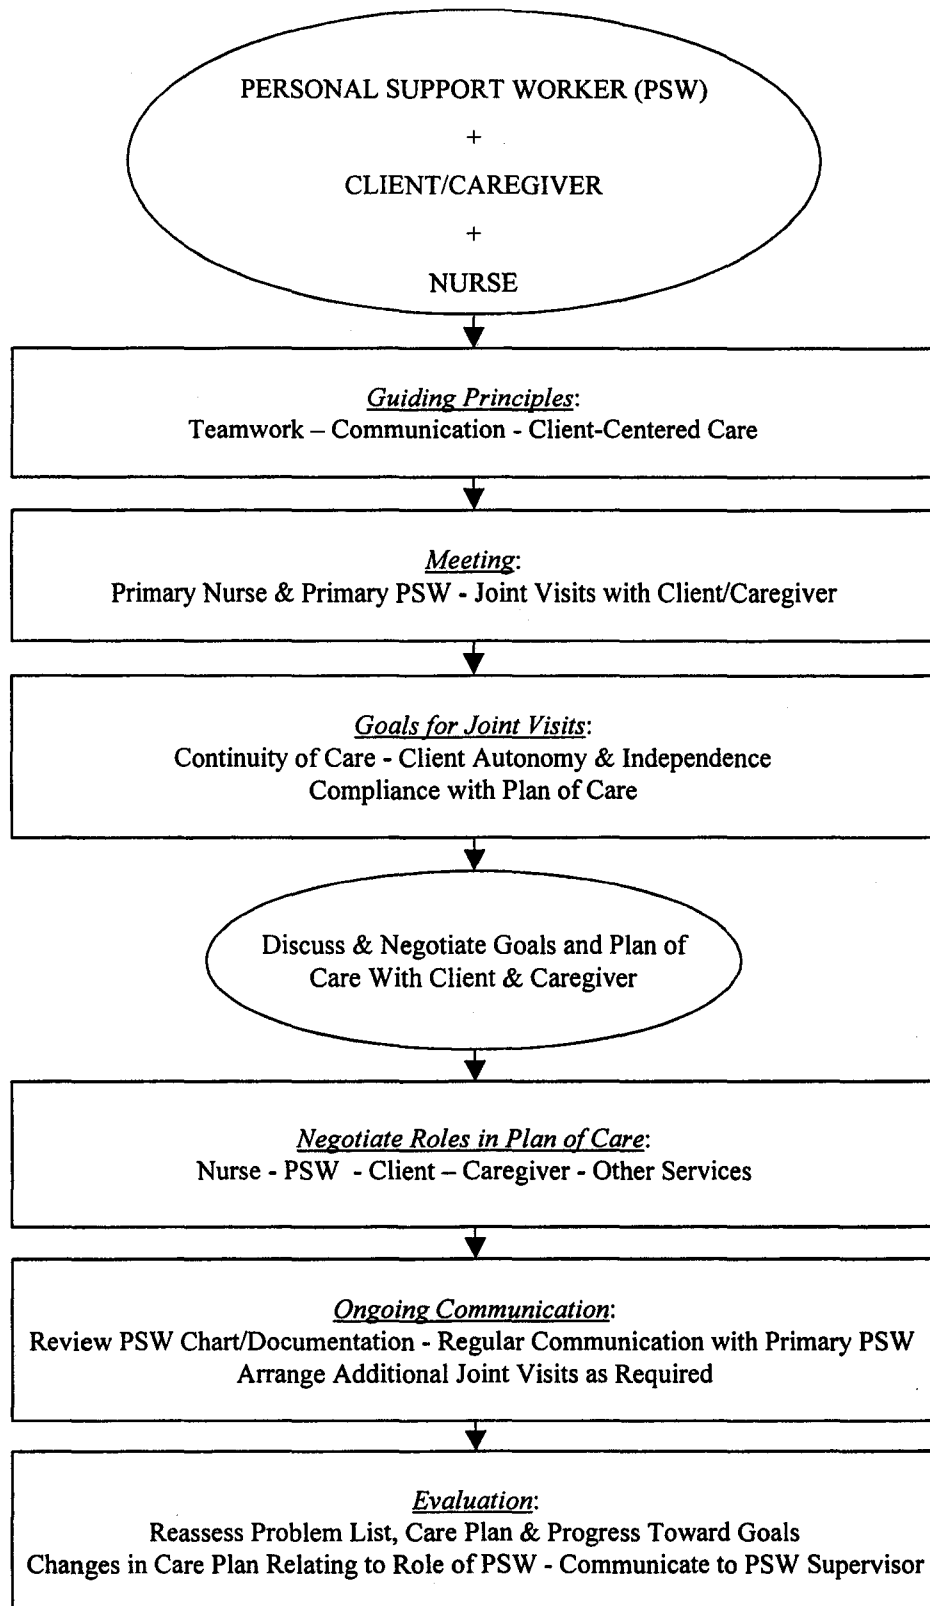 PERSONAL SUPPORT WORKER (PSW)
+
CLIENT/CAREGIVER
+
NURSE
Guiding Principles:
Teamwork – Communication - Client-Centered Care
Meeting:
Primary Nurse & Primary PSW - Joint Visits with Client/Caregiver
Goals for Joint Visits:
Continuity of Care - Client Autonomy & Independence
Compliance with Plan of Care
Discuss & Negotiate Goals and Plan of
Care With Client & Caregiver
Negotiate Roles in Plan of Care:
Nurse - PSW - Client – Caregiver - Other Services
Ongoing Communication:
Review PSW Chart/Documentation - Regular Communication with Primary PSW
Arrange Additional Joint Visits as Required
Evaluation:
Reassess Problem List, Care Plan & Progress Toward Goals
Changes in Care Plan Relating to Role of PSW - Communicate to PSW Supervisor